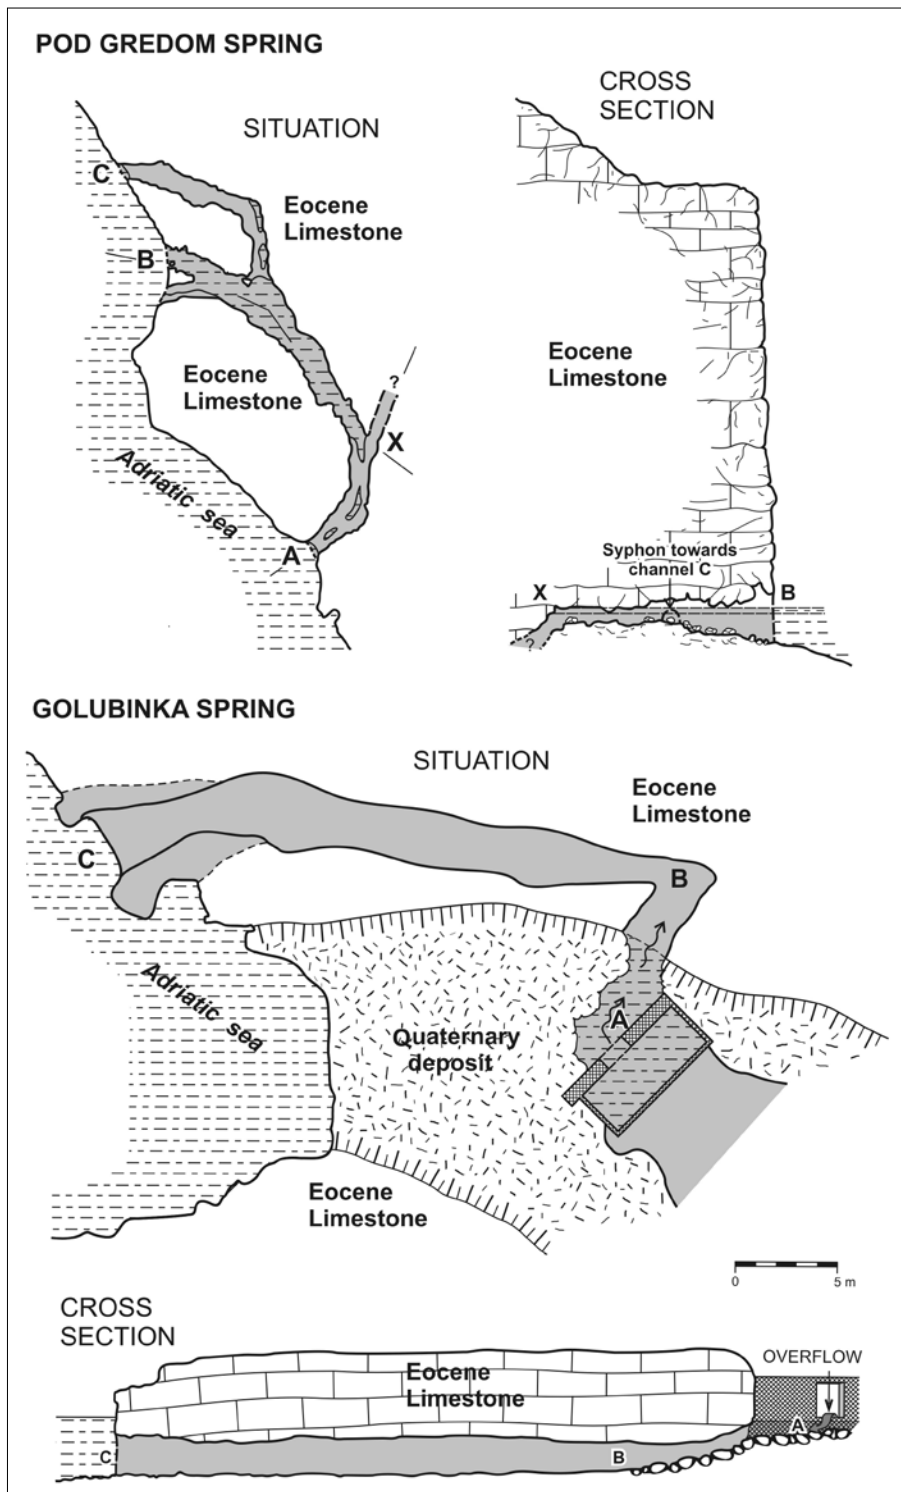 POD GREDOM SPRING
SITUATION
CROSS
SECTION
C
Eocene
Limestone
B
Eocene
Limestone
?
X
Adriatic sea
A
Eocene
Limestone
Syphon towards
channel C
X
B
?
GOLUBINKA SPRING
SITUATION
Eocene
Limestone
C
B
Adriatic sea
A
Quaternary
deposit
Eocene
Limestone
0
5 m
CROSS
SECTION
OVERFLOW
Eocene
Limestone
A
C
B